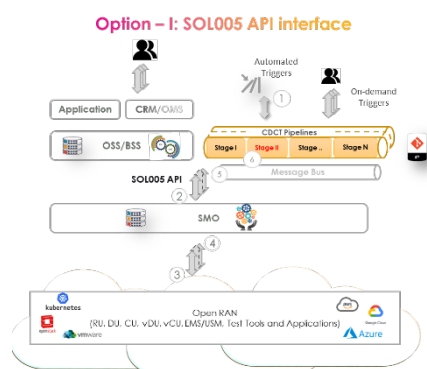 Option – I: SOL005 API interface
Automated
Triggers
On-demand
Triggers
1
Application
CRM/OMS
CDCT Pipelines
OSS/BSS
Stage I
Stage II
Stage ..
Stage N
6
SOL005 API
5
Message Bus
2
SMO
4
3
kubernetes
Open RAN
(RU, DU, CU, vDU, vCU, EMS/USM, Test Tools and Applications)
aws
Google Cloud
openstack
vmware
Azure